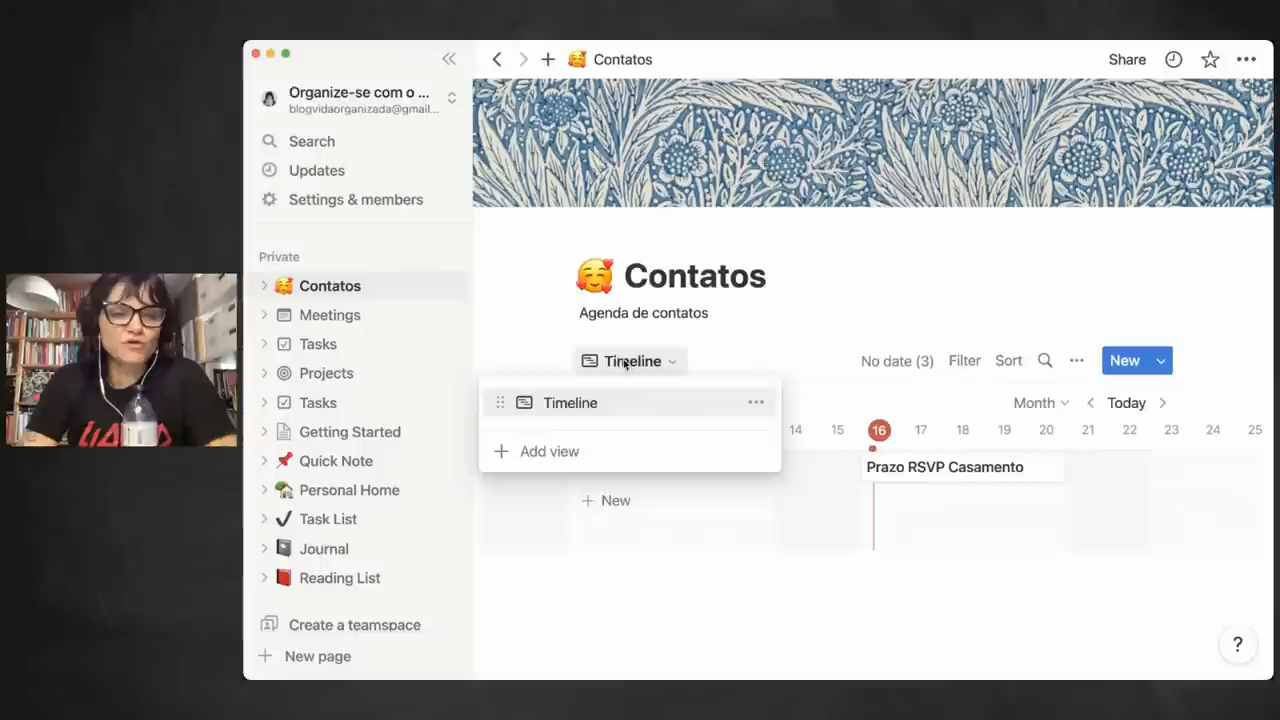 Contatos
Share
Organize-se com o ...
blogvidaorganizada@gmail...
Search
Updates
Settings & members
Private
Contatos
Meetings
Tasks
Projects
Tasks
Getting Started
Quick Note
Personal Home
Task List
Journal
Reading List
Create a teamspace
New page
Contatos
Agenda de contatos
Timeline
No date (3)
Filter
Sort
New
Timeline
Add view
Month
Today
14 15 16 17 18 19 20 21 22 23 24 25
Prazo RSVP Casamento
New
?